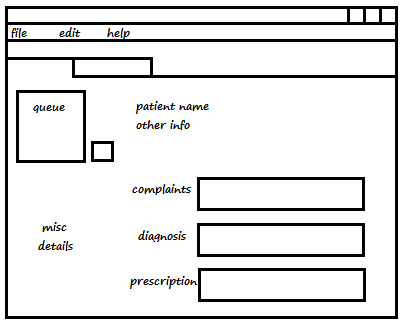 file edit help
queue
patient name
other info
complaints
misc
details
diagnosis
prescription